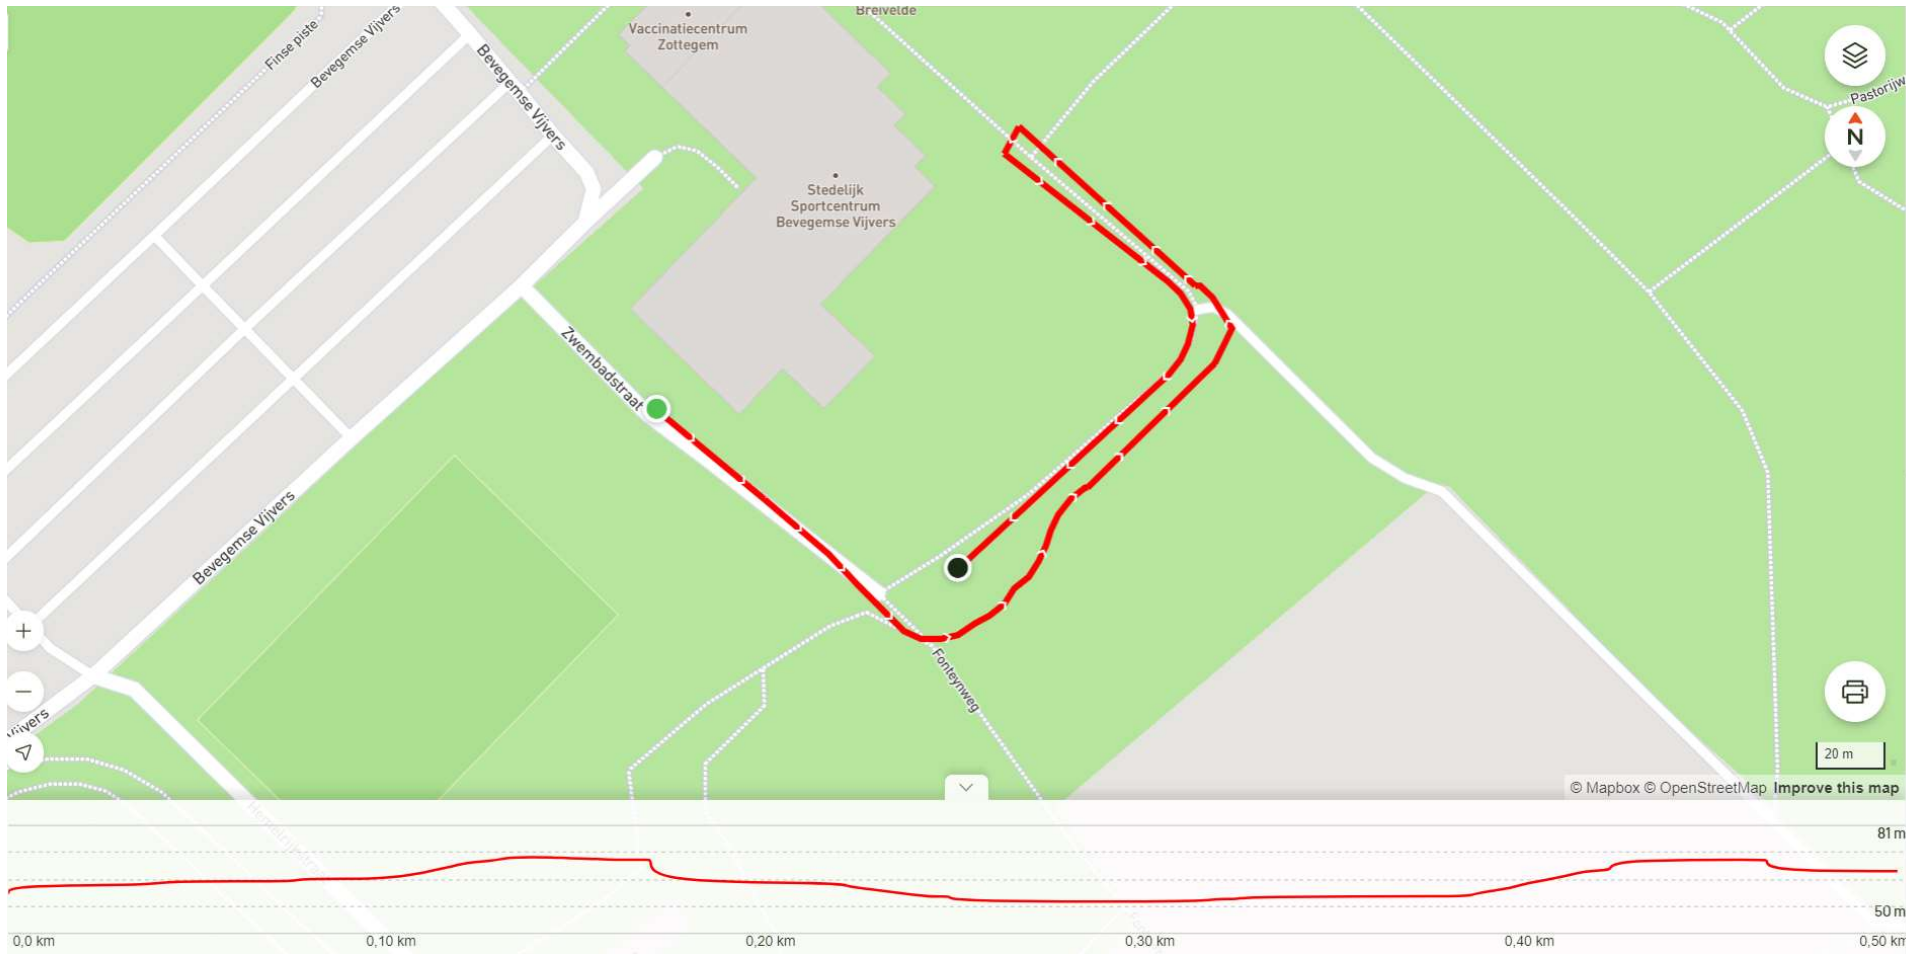 Breivelde
Vaccinatiecentrum
Zottegem
Finse piste
Bevegemse Vijvers
Bevegemse Vijvers
Pastorijw
N
Stedelijk
Sportcentrum
Bevegemse Vijvers
Zwembadstraat
Bevegemse Vijvers
Fonteynweg
Vijvers
20 m
© Mapbox © OpenStreetMap Improve this map
81 m
50 m
0,0 km
0,10 km
0,20 km
0,30 km
0,40 km
0,50 km